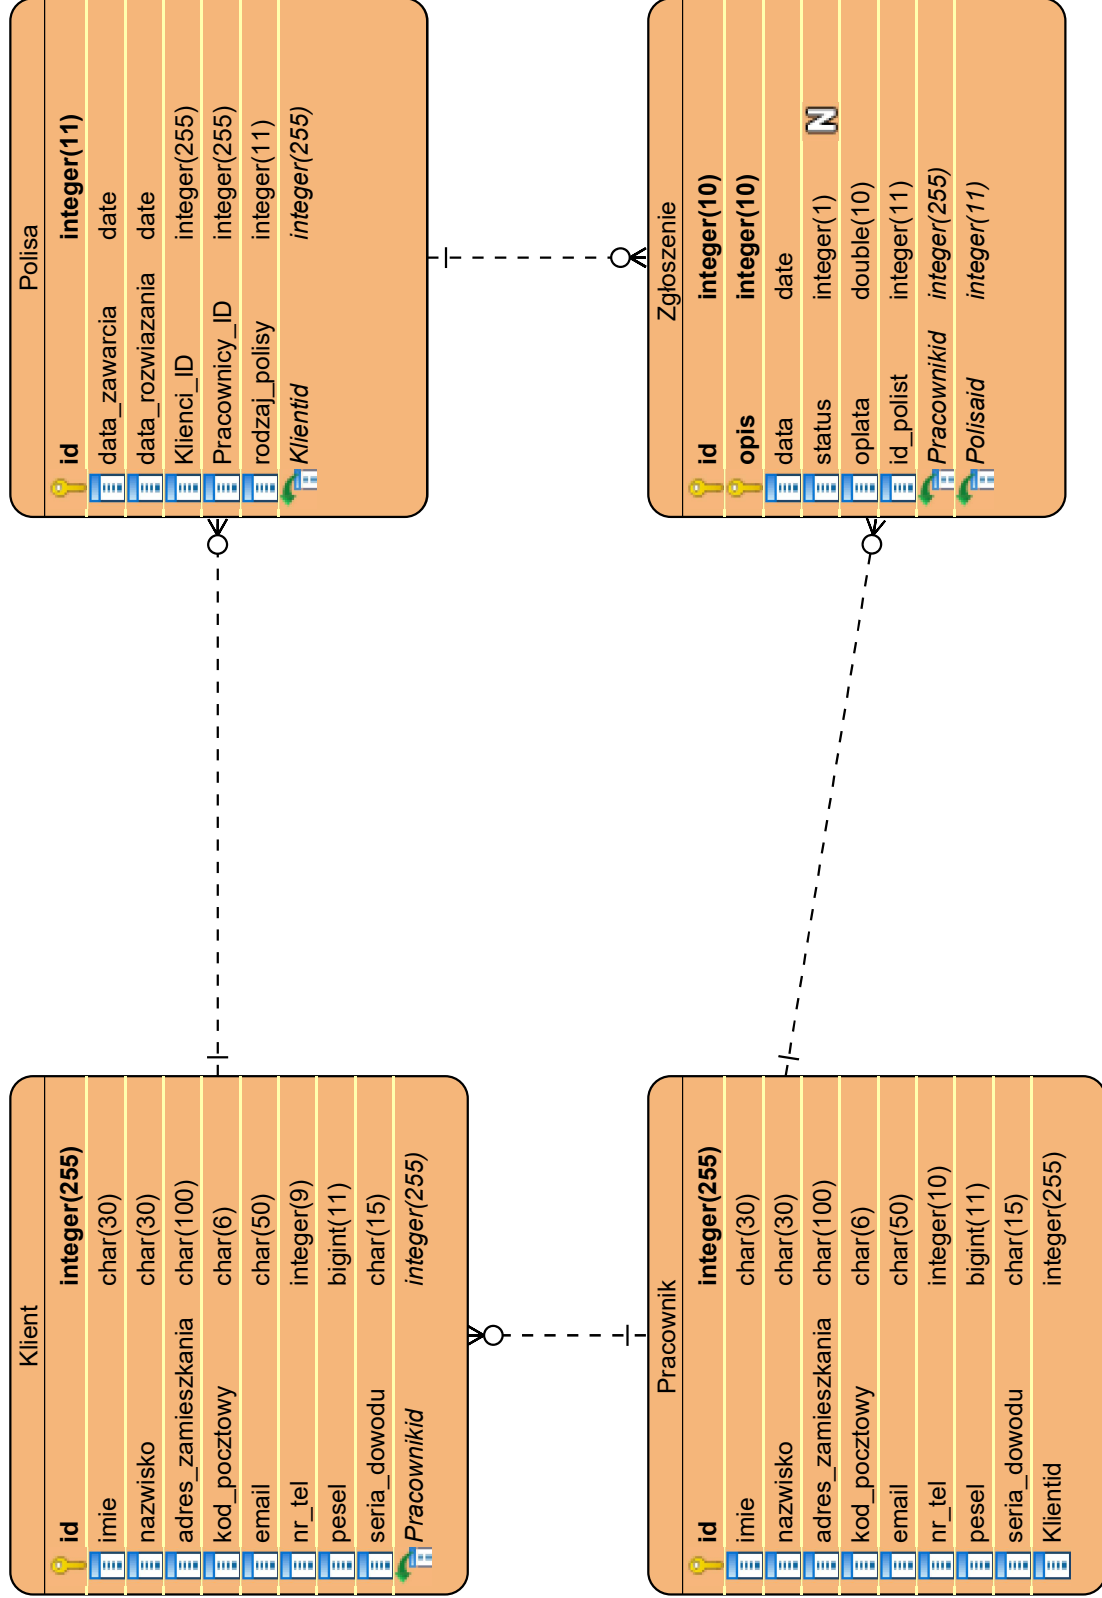 Klient
id integer(255)
imie char(30)
nazwisko char(30)
adres_zamieszkania char(100)
kod_pocztowy char(6)
email char(50)
nr_tel integer(9)
pesel bigint(11)
seria_dowodu char(15)
Pracownikid integer(255)
Polisa
id integer(11)
data_zawarcia date
data_rozwiazania date
Klienci_ID integer(255)
Pracownicy_ID integer(255)
rodzaj_polisy integer(11)
Klientid integer(255)
Pracownik
id integer(255)
imie char(30)
nazwisko char(30)
adres_zamieszkania char(100)
kod_pocztowy char(6)
email char(50)
nr_tel integer(10)
pesel bigint(11)
seria_dowodu char(15)
Klientid integer(255)
Zgłoszenie
id integer(10)
opis integer(10)
data date
status integer(1) N
oplata double(10)
id_polist integer(11)
Pracownikid integer(255)
Polisaid integer(11)